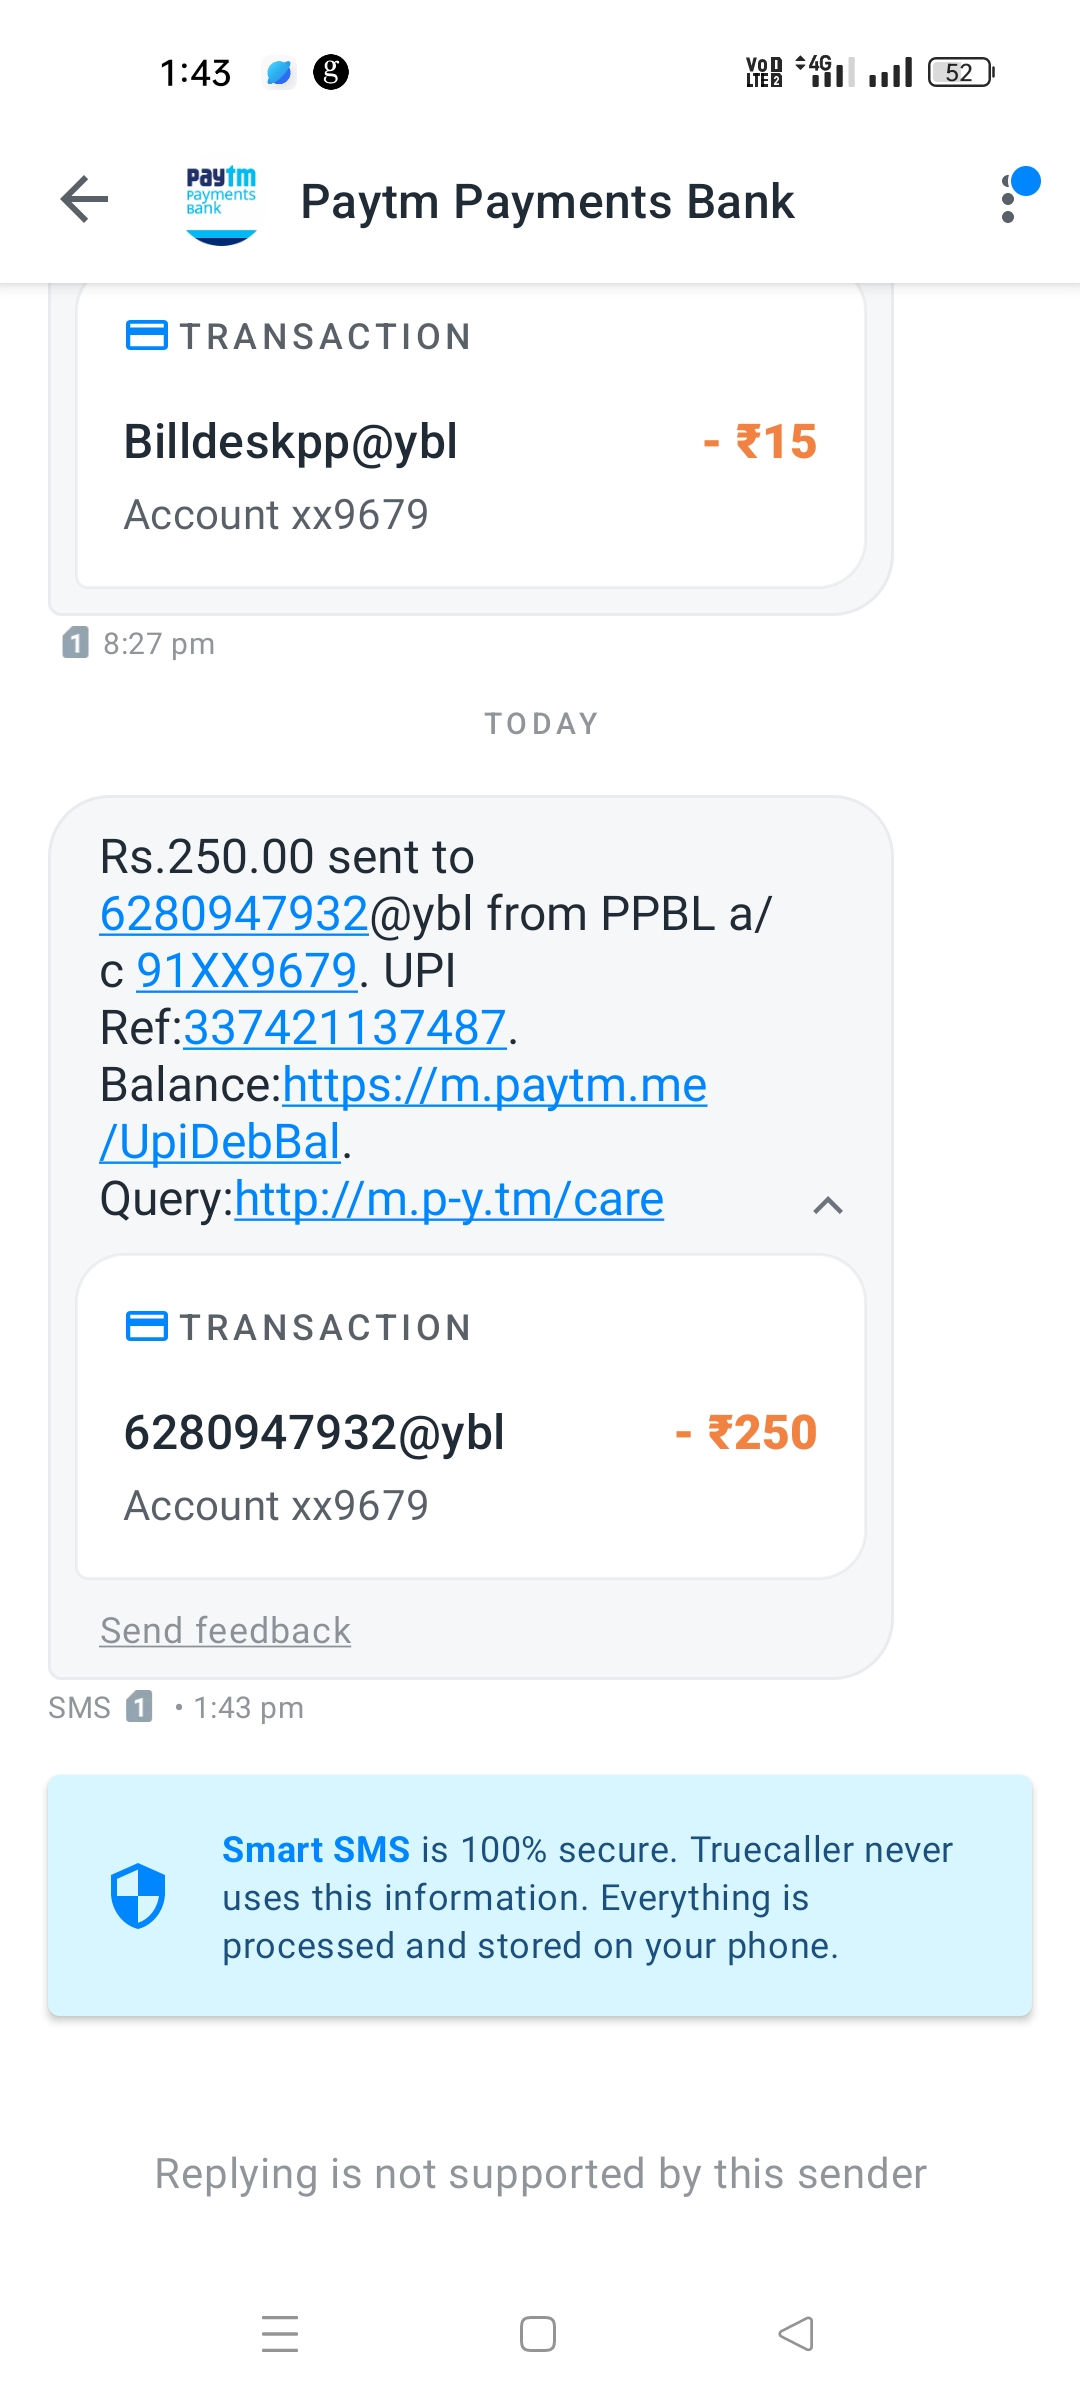 1:43 g VoD LTE2 4G 52
paytm
Payments
Bank
Paytm Payments Bank
TRANSACTION
Billdeskpp@ybl - ₹15
Account xx9679
1 8:27 pm
TODAY
Rs.250.00 sent to
6280947932@ybl from PPBL a/
c 91XX9679. UPI
Ref:337421137487.
Balance:https://m.paytm.me
/UpiDebBal.
Query:http://m.p-y.tm/care
TRANSACTION
6280947932@ybl - ₹250
Account xx9679
Send feedback
SMS 1 • 1:43 pm
Smart SMS is 100% secure. Truecaller never
uses this information. Everything is
processed and stored on your phone.
Replying is not supported by this sender